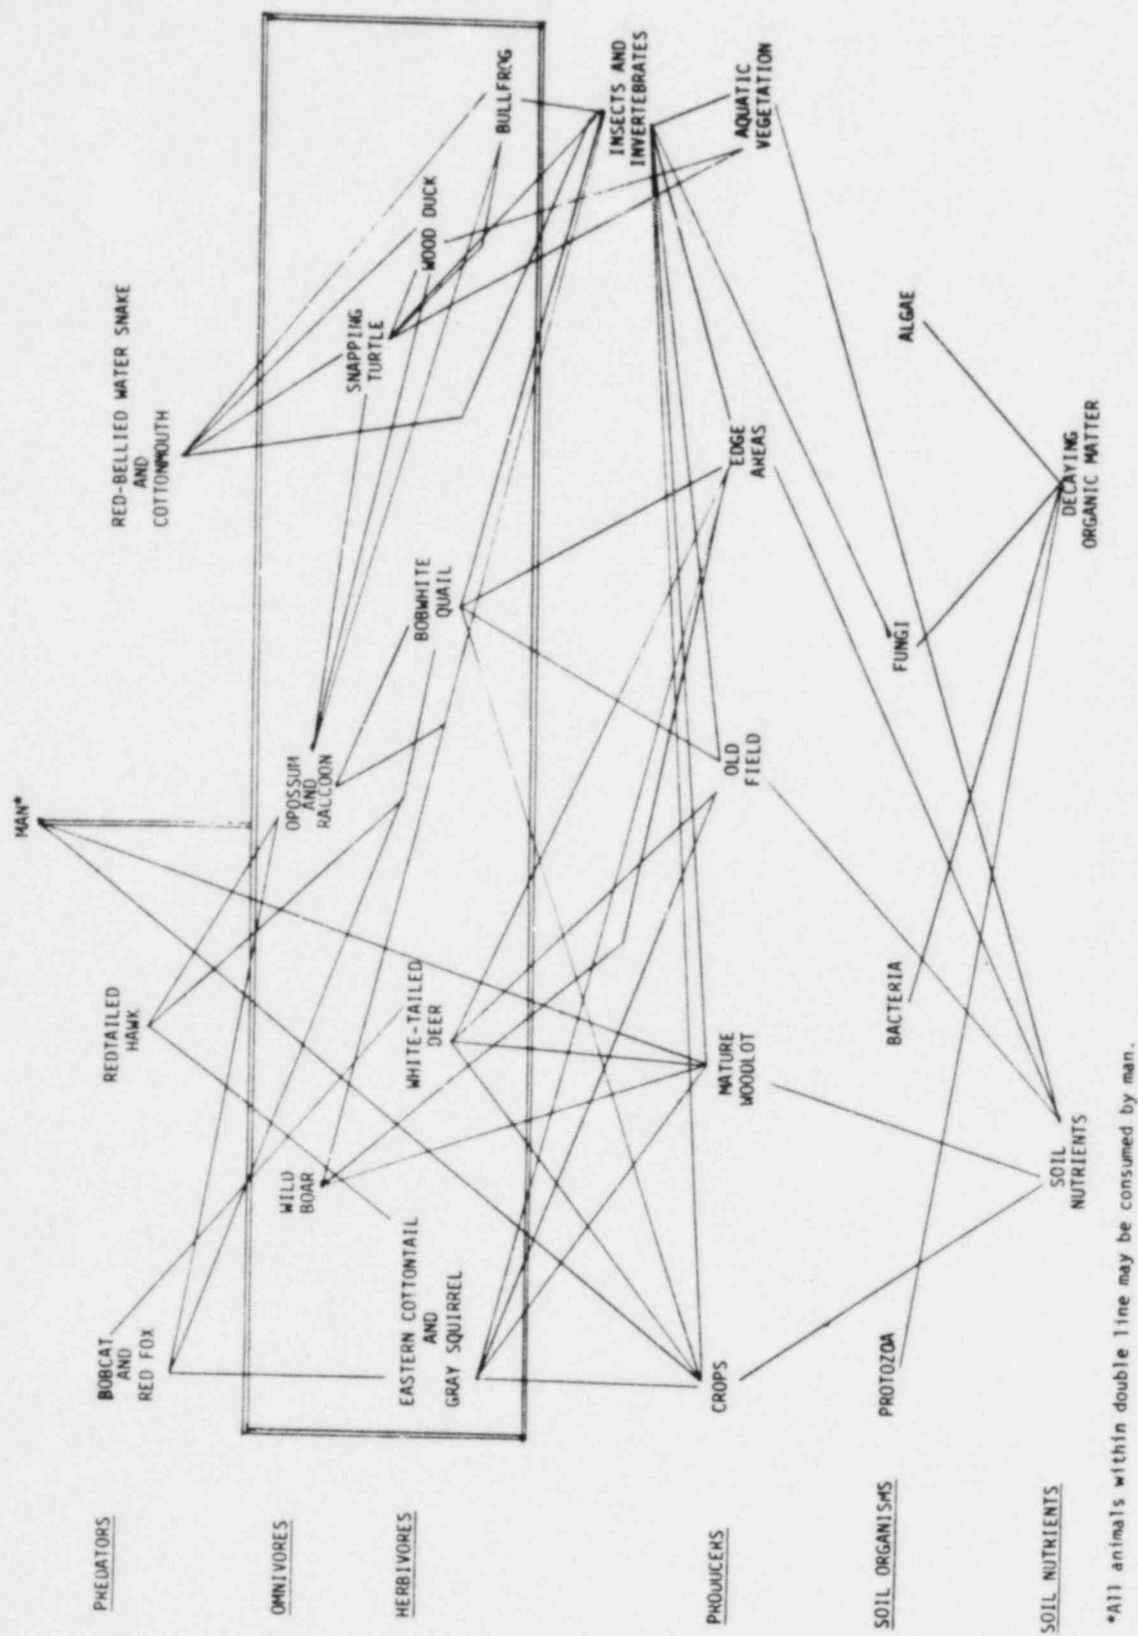 MAN*
PREDATORS
BOBCAT
AND
RED FOX
REDTAILED
HAWK
RED-BELLIED WATER SNAKE
AND
COTTONMOUTH
OMNIVORES
WILD
BOAR
OPOSSUM
AND
RACCOON
SNAPPING
TURTLE
HERBIVORES
EASTERN COTTONTAIL
AND
GRAY SQUIRREL
WHITE-TAILED
DEER
BOBWHITE
QUAIL
WOOD DUCK
BULLFROG
INSECTS AND
INVERTEBRATES
PRODUCERS
CROPS
MATURE
WOODLOT
OLD
FIELD
EDGE
AREAS
AQUATIC
VEGETATION
SOIL ORGANISMS
PROTOZOA
BACTERIA
FUNGI
ALGAE
SOIL NUTRIENTS
SOIL
NUTRIENTS
DECAYING
ORGANIC MATTER
*All animals within double line may be consumed by man.